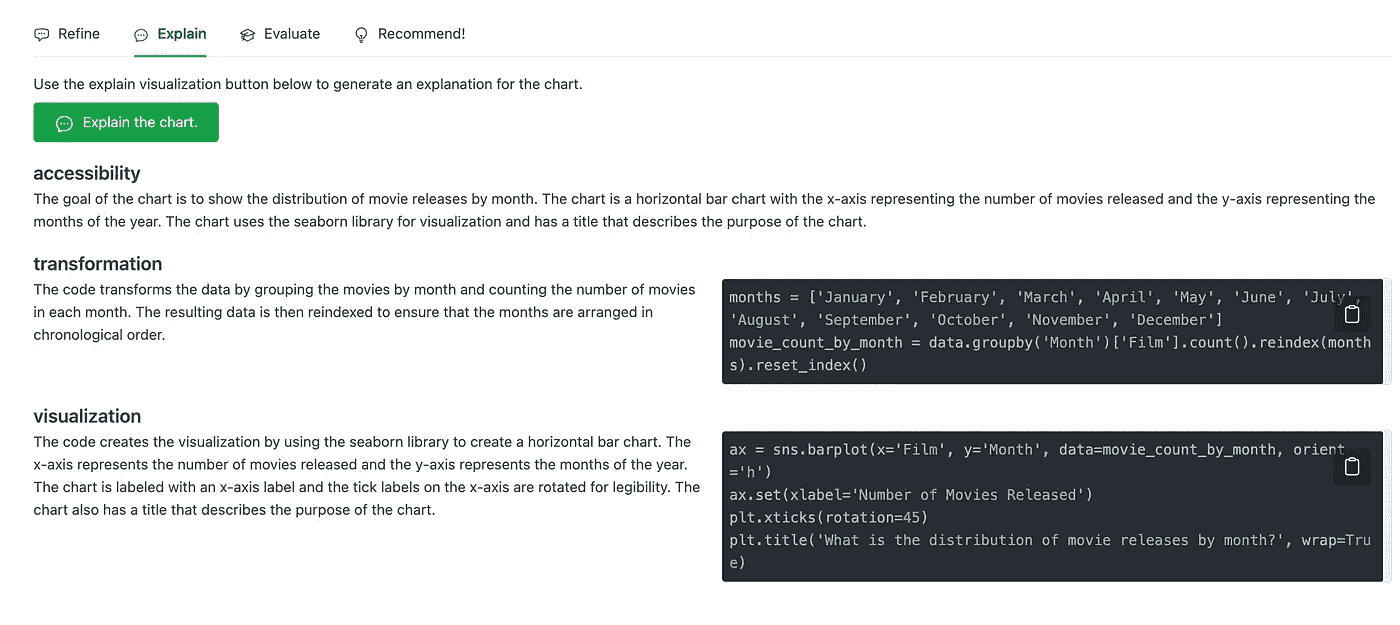 Refine Explain Evaluate Recommend!
Use the explain visualization button below to generate an explanation for the chart.
Explain the chart.
accessibility
The goal of the chart is to show the distribution of movie releases by month. The chart is a horizontal bar chart with the x-axis representing the number of movies released and the y-axis representing the
months of the year. The chart uses the seaborn library for visualization and has a title that describes the purpose of the chart.
transformation
The code transforms the data by grouping the movies by month and counting the number of movies
in each month. The resulting data is then reindexed to ensure that the months are arranged in
chronological order.
months = ['January', 'February', 'March', 'April', 'May', 'June', 'July',
'August', 'September', 'October', 'November', 'December']
movie_count_by_month = data.groupby('Month')['Film'].count().reindex(month
s).reset_index()
visualization
The code creates the visualization by using the seaborn library to create a horizontal bar chart. The
x-axis represents the number of movies released and the y-axis represents the months of the year.
The chart is labeled with an x-axis label and the tick labels on the x-axis are rotated for legibility. The
chart also has a title that describes the purpose of the chart.
ax = sns.barplot(x='Film', y='Month', data=movie_count_by_month, orient
='h')
ax.set(xlabel='Number of Movies Released')
plt.xticks(rotation=45)
plt.title('What is the distribution of movie releases by month?', wrap=Tru
e)